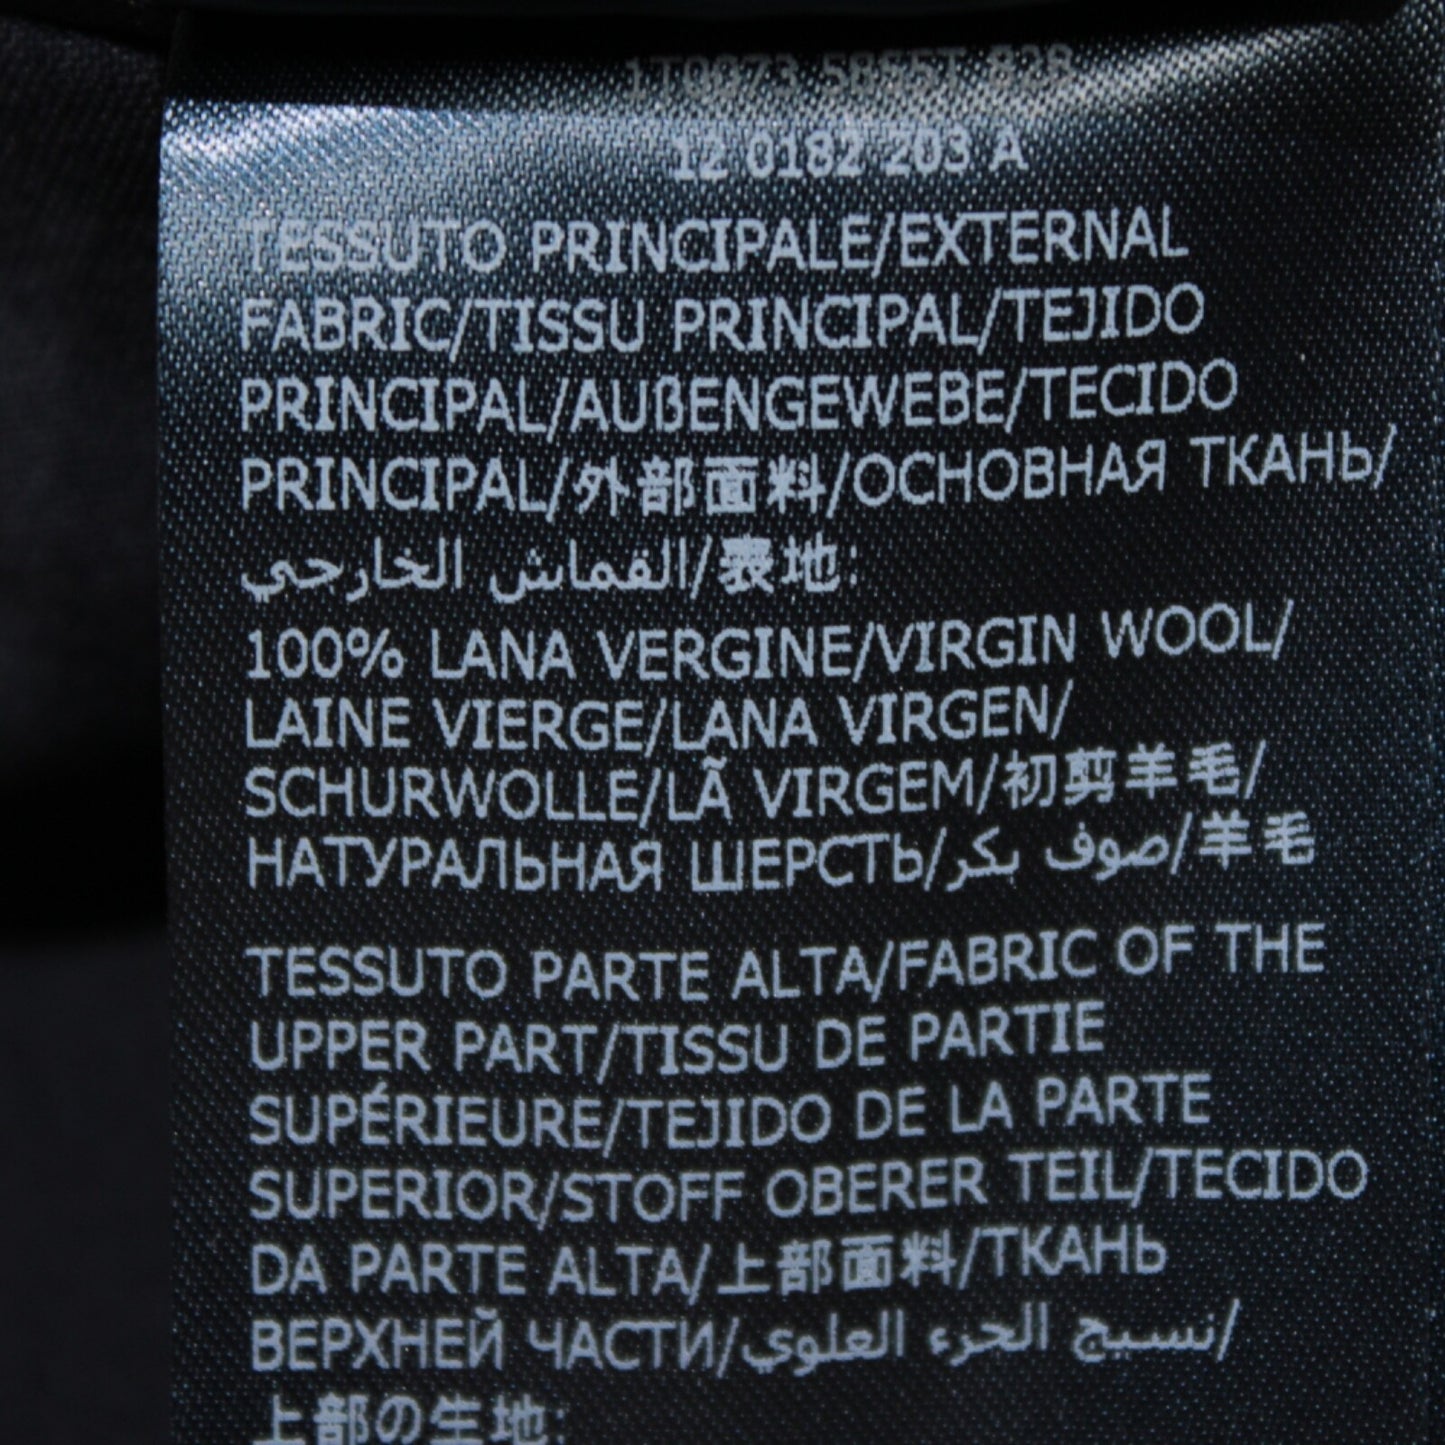 12 0182 203 A
TESSUTO PRINCIPALE/EXTERNAL
FABRIC/TISSU PRINCIPAL/TEJIDO
PRINCIPAL/AUßENGEWEBE/TECIDO
PRINCIPAL/外部面料/ОСНОВНАЯ ТКАНЬ/
القماش الخارجي/表地:
100% LANA VERGINE/VIRGIN WOOL/
LAINE VIERGE/LANA VIRGEN/
SCHURWOLLE/LÃ VIRGEM/初剪羊毛/
НАТУРАЛЬНАЯ ШЕРСТЬ/صوف بكر/羊毛
TESSUTO PARTE ALTA/FABRIC OF THE
UPPER PART/TISSU DE PARTIE
SUPÉRIEURE/TEJIDO DE LA PARTE
SUPERIOR/STOFF OBERER TEIL/TECIDO
DA PARTE ALTA/上部面料/ТКАНЬ
ВЕРХНЕЙ ЧАСТИ/نسيج الجزء العلوي/
上部の生地: